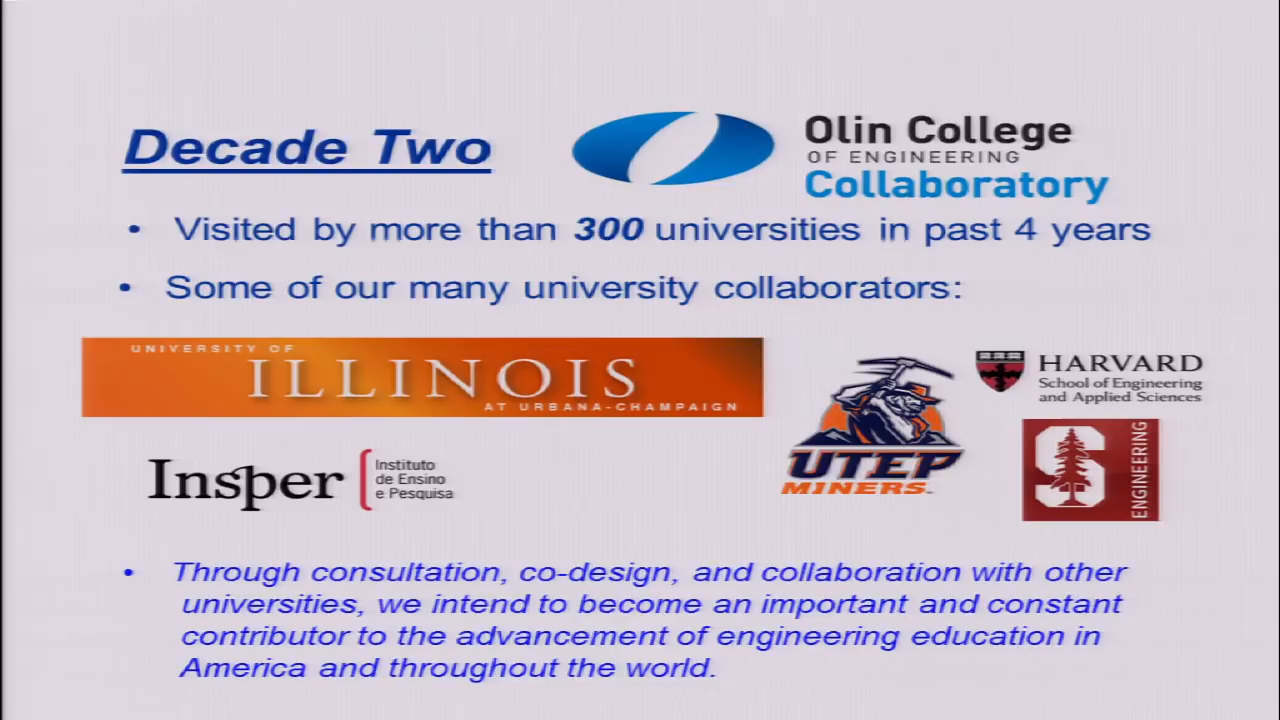 Decade Two
Olin College
OF ENGINEERING
Collaboratory
• Visited by more than 300 universities in past 4 years
• Some of our many university collaborators:
UNIVERSITY OF
ILLINOIS
AT URBANA-CHAMPAIGN
UTEP
MINERS
HARVARD
School of Engineering
and Applied Sciences
Insper
Instituto
de Ensino
e Pesquisa
S ENGINEERING
• Through consultation, co-design, and collaboration with other
universities, we intend to become an important and constant
contributor to the advancement of engineering education in
America and throughout the world.